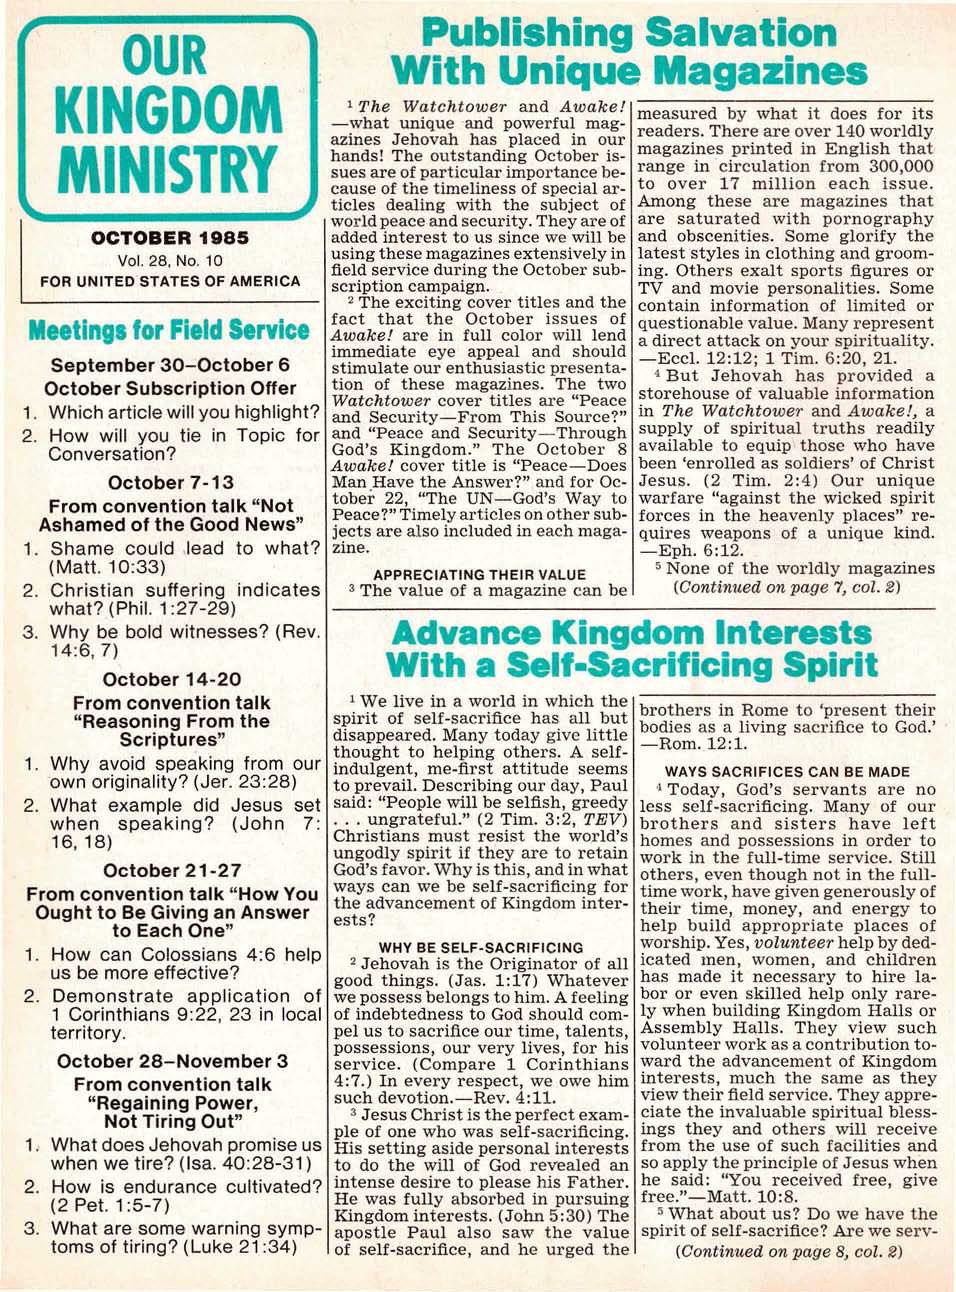 OUR
KINGDOM
MINISTRY
OCTOBER 1985
Vol. 28, No. 10
FOR UNITED STATES OF AMERICA
Meetings for Field Service
September 30–October 6
October Subscription Offer
1. Which article will you highlight?
2. How will you tie in Topic for
Conversation?
October 7-13
From convention talk “Not
Ashamed of the Good News”
1. Shame could lead to what?
(Matt. 10:33)
2. Christian suffering indicates
what? (Phil. 1:27-29)
3. Why be bold witnesses? (Rev.
14:6, 7)
October 14-20
From convention talk
“Reasoning From the
Scriptures”
1. Why avoid speaking from our
own originality? (Jer. 23:28)
2. What example did Jesus set
when speaking? (John 7:
16, 18)
October 21-27
From convention talk “How You
Ought to Be Giving an Answer
to Each One”
1. How can Colossians 4:6 help
us be more effective?
2. Demonstrate application of
1 Corinthians 9:22, 23 in local
territory.
October 28–November 3
From convention talk
“Regaining Power,
Not Tiring Out”
1. What does Jehovah promise us
when we tire? (Isa. 40:28-31)
2. How is endurance cultivated?
(2 Pet. 1:5-7)
3. What are some warning symp-
toms of tiring? (Luke 21:34)
Publishing Salvation
With Unique Magazines
1 The Watchtower and Awake!
—what unique and powerful mag-
azines Jehovah has placed in our
hands! The outstanding October is-
sues are of particular importance be-
cause of the timeliness of special ar-
ticles dealing with the subject of
world peace and security. They are of
added interest to us since we will be
using these magazines extensively in
field service during the October sub-
scription campaign.
2 The exciting cover titles and the
fact that the October issues of
Awake! are in full color will lend
immediate eye appeal and should
stimulate our enthusiastic presenta-
tion of these magazines. The two
Watchtower cover titles are “Peace
and Security—From This Source?”
and “Peace and Security—Through
God’s Kingdom.” The October 8
Awake! cover title is “Peace—Does
Man Have the Answer?” and for Oc-
tober 22, “The UN—God’s Way to
Peace?” Timely articles on other sub-
jects are also included in each maga-
zine.
APPRECIATING THEIR VALUE
3 The value of a magazine can be
measured by what it does for its
readers. There are over 140 worldly
magazines printed in English that
range in circulation from 300,000
to over 17 million each issue.
Among these are magazines that
are saturated with pornography
and obscenities. Some glorify the
latest styles in clothing and groom-
ing. Others exalt sports figures or
TV and movie personalities. Some
contain information of limited or
questionable value. Many represent
a direct attack on your spirituality.
—Eccl. 12:12; 1 Tim. 6:20, 21.
4 But Jehovah has provided a
storehouse of valuable information
in The Watchtower and Awake!, a
supply of spiritual truths readily
available to equip those who have
been ‘enrolled as soldiers’ of Christ
Jesus. (2 Tim. 2:4) Our unique
warfare “against the wicked spirit
forces in the heavenly places” re-
quires weapons of a unique kind.
—Eph. 6:12.
5 None of the worldly magazines
(Continued on page 7, col. 2)
Advance Kingdom Interests
With a Self-Sacrificing Spirit
1 We live in a world in which the
spirit of self-sacrifice has all but
disappeared. Many today give little
thought to helping others. A self-
indulgent, me-first attitude seems
to prevail. Describing our day, Paul
said: “People will be selfish, greedy
. . . ungrateful.” (2 Tim. 3:2, TEV)
Christians must resist the world’s
ungodly spirit if they are to retain
God’s favor. Why is this, and in what
ways can we be self-sacrificing for
the advancement of Kingdom inter-
ests?
WHY BE SELF-SACRIFICING
2 Jehovah is the Originator of all
good things. (Jas. 1:17) Whatever
we possess belongs to him. A feeling
of indebtedness to God should com-
pel us to sacrifice our time, talents,
possessions, our very lives, for his
service. (Compare 1 Corinthians
4:7.) In every respect, we owe him
such devotion.—Rev. 4:11.
3 Jesus Christ is the perfect exam-
ple of one who was self-sacrificing.
His setting aside personal interests
to do the will of God revealed an
intense desire to please his Father.
He was fully absorbed in pursuing
Kingdom interests. (John 5:30) The
apostle Paul also saw the value
of self-sacrifice, and he urged the
brothers in Rome to ‘present their
bodies as a living sacrifice to God.’
—Rom. 12:1.
WAYS SACRIFICES CAN BE MADE
4 Today, God’s servants are no
less self-sacrificing. Many of our
brothers and sisters have left
homes and possessions in order to
work in the full-time service. Still
others, even though not in the full-
time work, have given generously of
their time, money, and energy to
help build appropriate places of
worship. Yes, volunteer help by ded-
icated men, women, and children
has made it necessary to hire la-
bor or even skilled help only rare-
ly when building Kingdom Halls or
Assembly Halls. They view such
volunteer work as a contribution to-
ward the advancement of Kingdom
interests, much the same as they
view their field service. They appre-
ciate the invaluable spiritual bless-
ings they and others will receive
from the use of such facilities and
so apply the principle of Jesus when
he said: “You received free, give
free.”—Matt. 10:8.
5 What about us? Do we have the
spirit of self-sacrifice? Are we serv-
(Continued on page 8, col. 2)